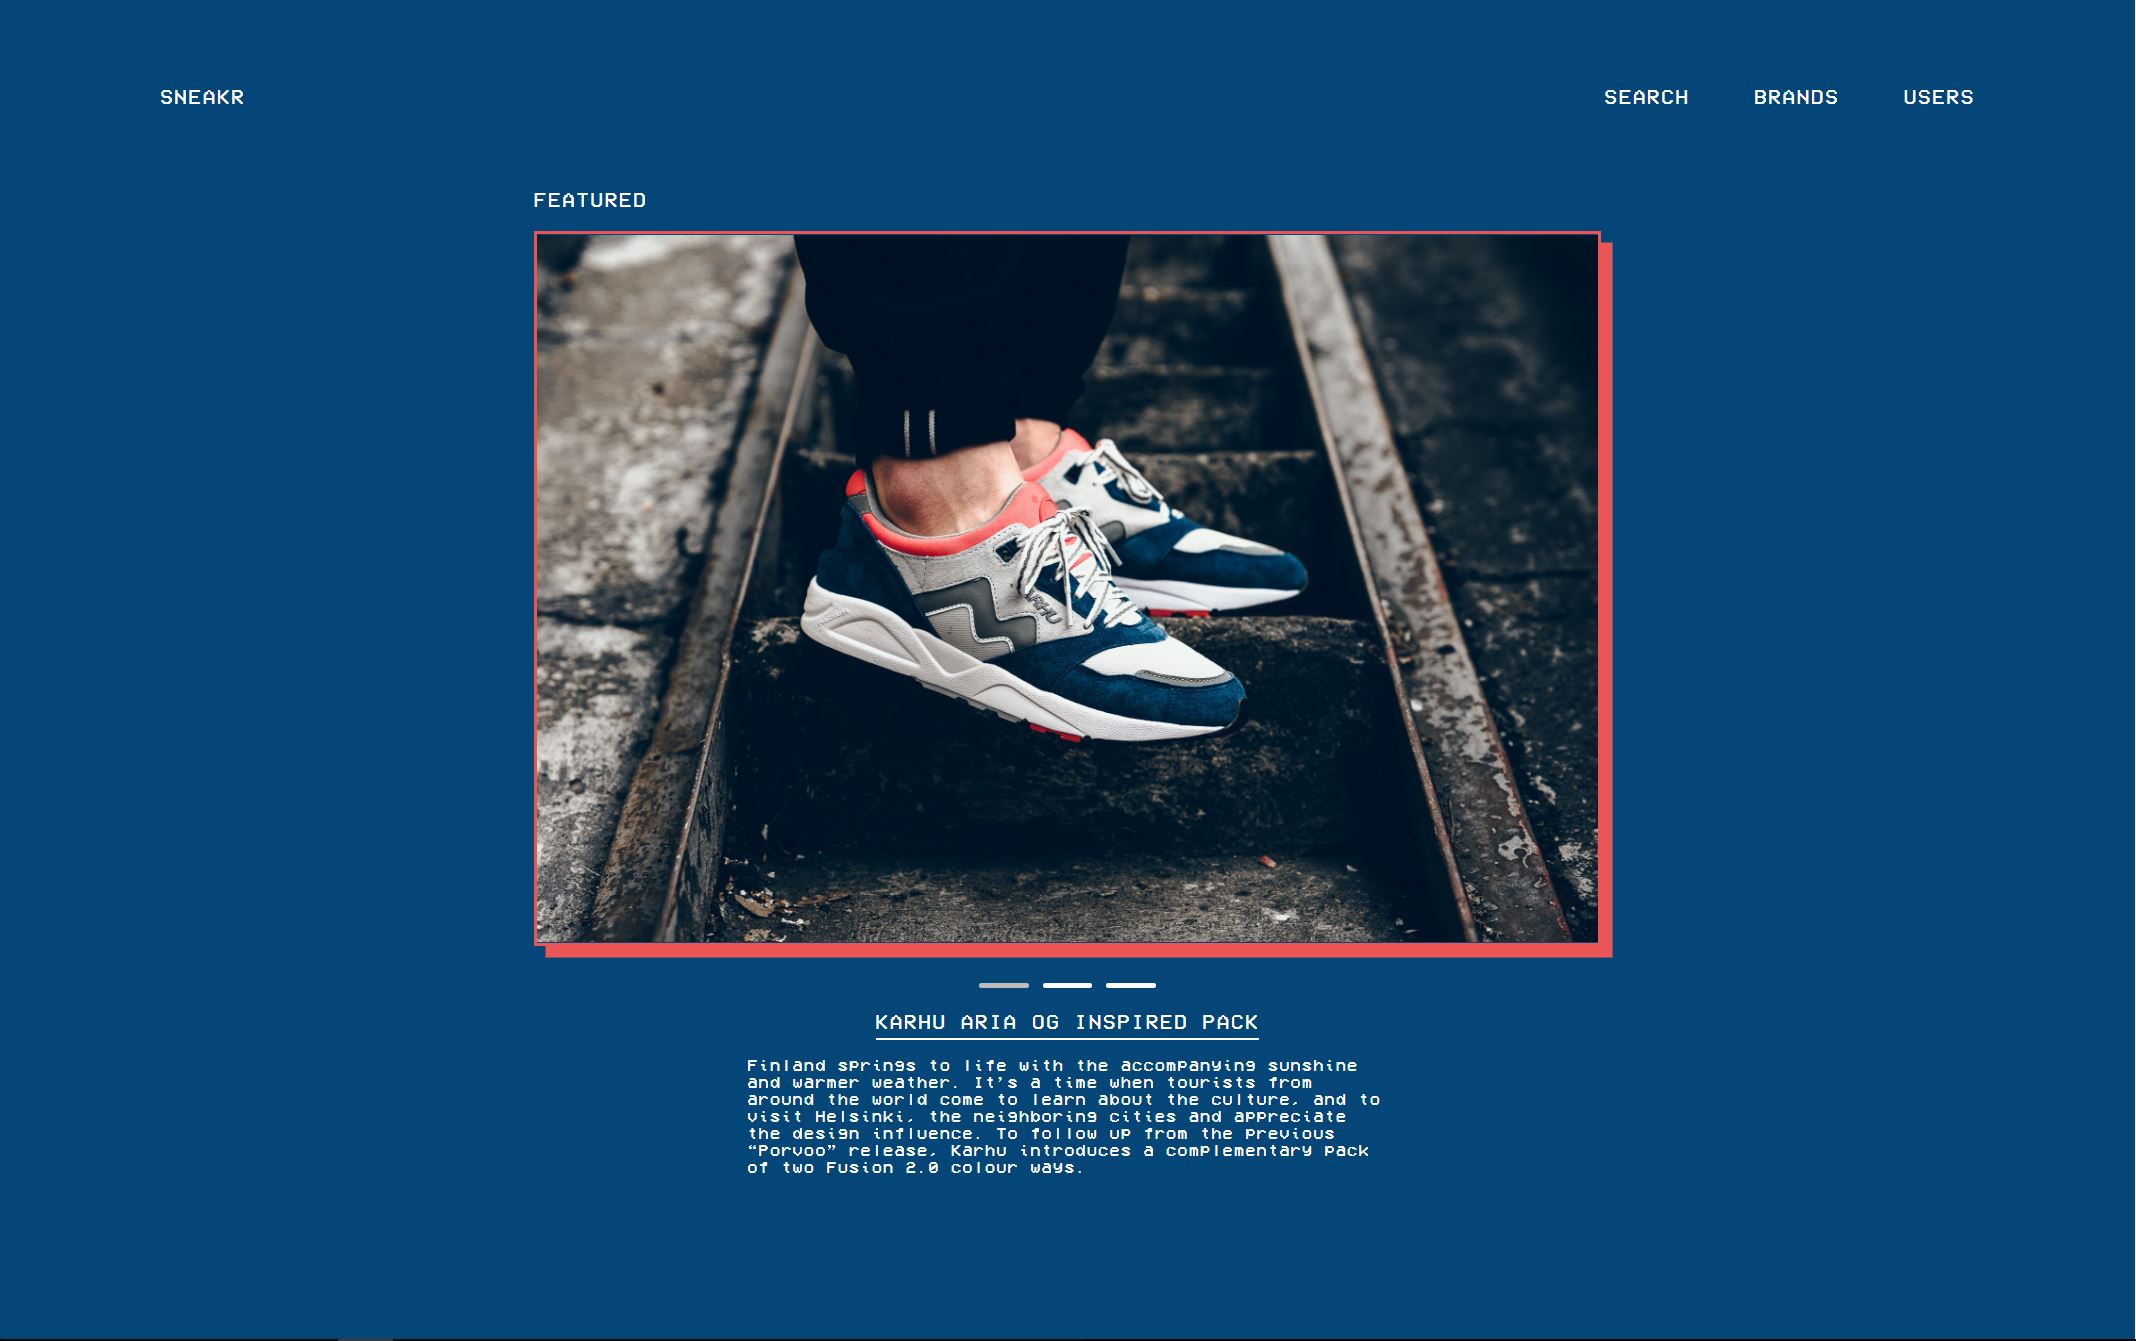 SNEAKR
SEARCH
BRANDS
USERS
FEATURED
KARHU ARIA OG INSPIRED PACK
Finland springs to life with the accompanying sunshine
and warmer weather. It’s a time when tourists from
around the world come to learn about the culture, and to
visit Helsinki, the neighboring cities and appreciate
the design influence. To follow up from the previous
“Porvoo” release, Karhu introduces a complementary pack
of two Fusion 2.0 colour ways.